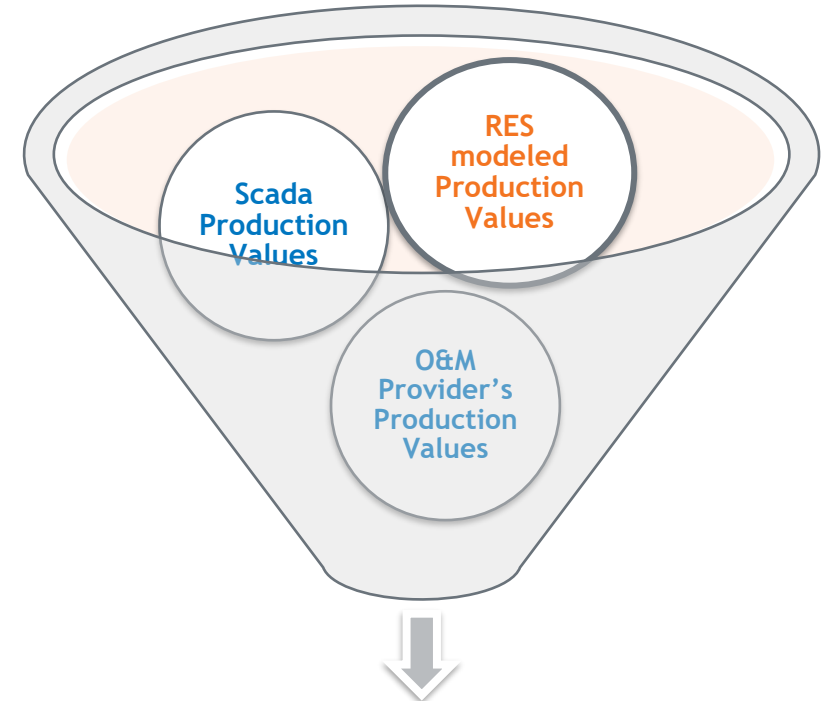 RES
modeled
Production
Values
Scada
Production
Values
O&M
Provider’s
Production
Values